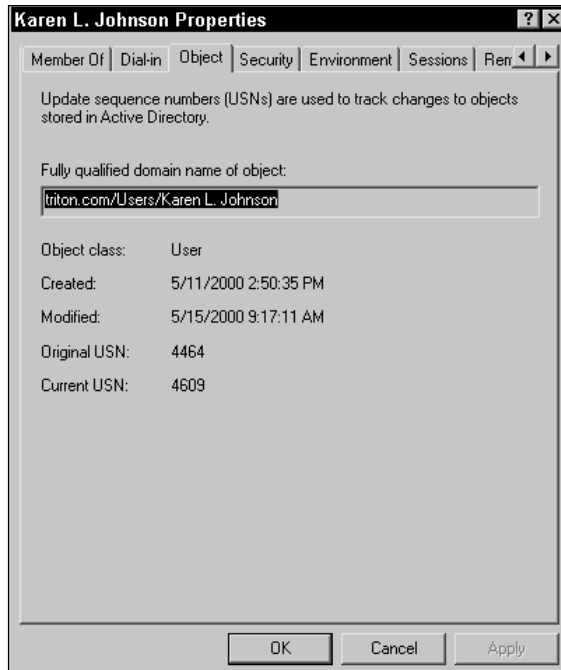 Karen L. Johnson Properties
Member Of Dial-in Object Security Environment Sessions Rem
Update sequence numbers (USNs) are used to track changes to objects
stored in Active Directory.
Fully qualified domain name of object:
triton.com/Users/Karen L. Johnson
Object class: User
Created: 5/11/2000 2:50:35 PM
Modified: 5/15/2000 9:17:11 AM
Original USN: 4464
Current USN: 4609
OK Cancel Apply